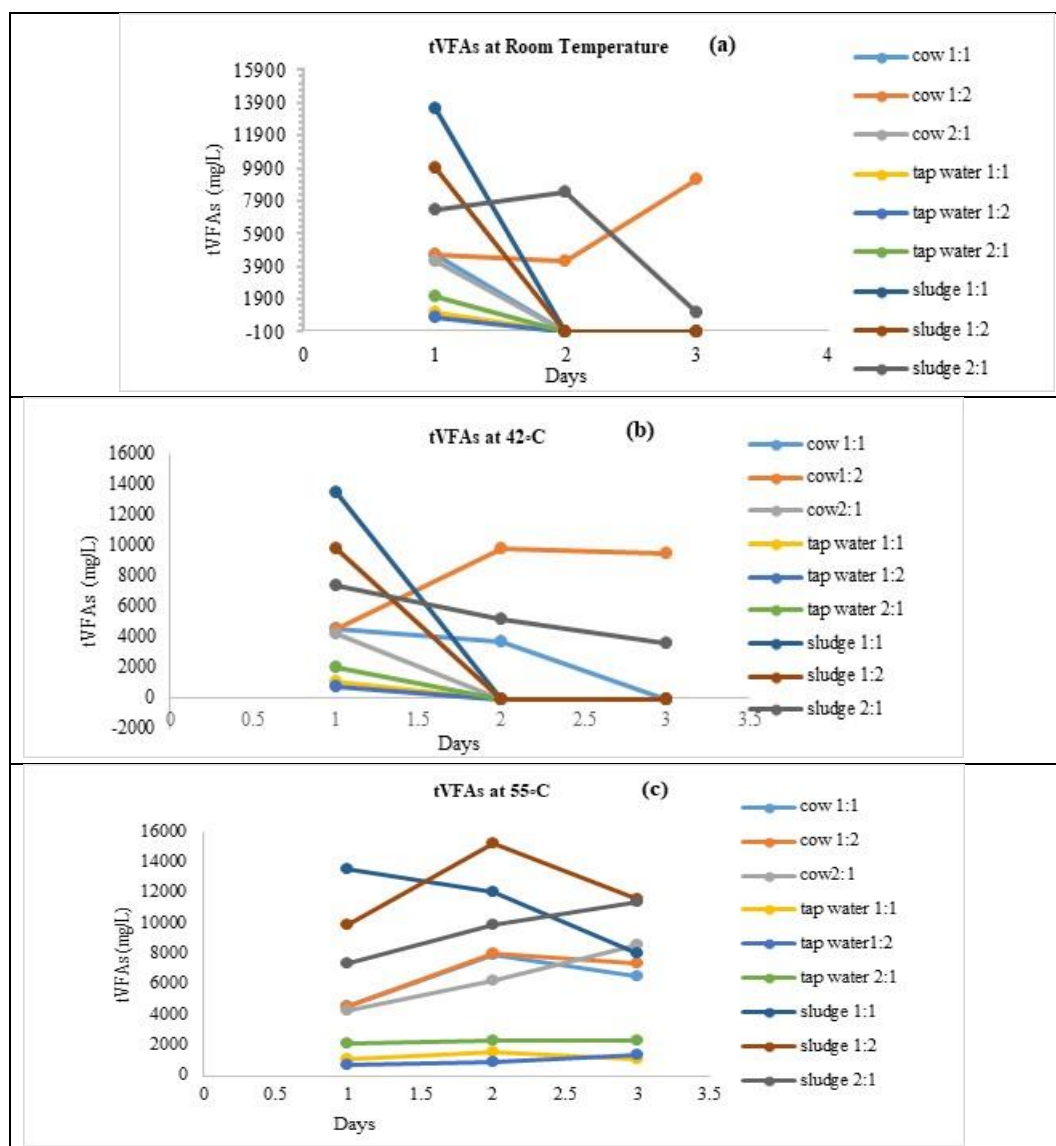 tVFAs at Room Temperature (a)
tVFAs (mg/L)
15900
13900
11900
9900
7900
5900
3900
1900
-100
0 1 2 3 4
Days
cow 1:1
cow 1:2
cow 2:1
tap water 1:1
tap water 1:2
tap water 2:1
sludge 1:1
sludge 1:2
sludge 2:1
tVFAs at 42◦C (b)
tVFAs (mg/L)
16000
14000
12000
10000
8000
6000
4000
2000
0
-2000
0 0.5 1 1.5 2 2.5 3 3.5
Days
cow 1:1
cow1:2
cow2:1
tap water 1:1
tap water 1:2
tap water 2:1
sludge 1:1
sludge 1:2
sludge 2:1
tVFAs at 55◦C (c)
tVFAs (mg/L)
16000
14000
12000
10000
8000
6000
4000
2000
0
0 0.5 1 1.5 2 2.5 3 3.5
Days
cow 1:1
cow 1:2
cow2:1
tap water 1:1
tap water1:2
tap water 2:1
sludge 1:1
sludge 1:2
sludge 2:1